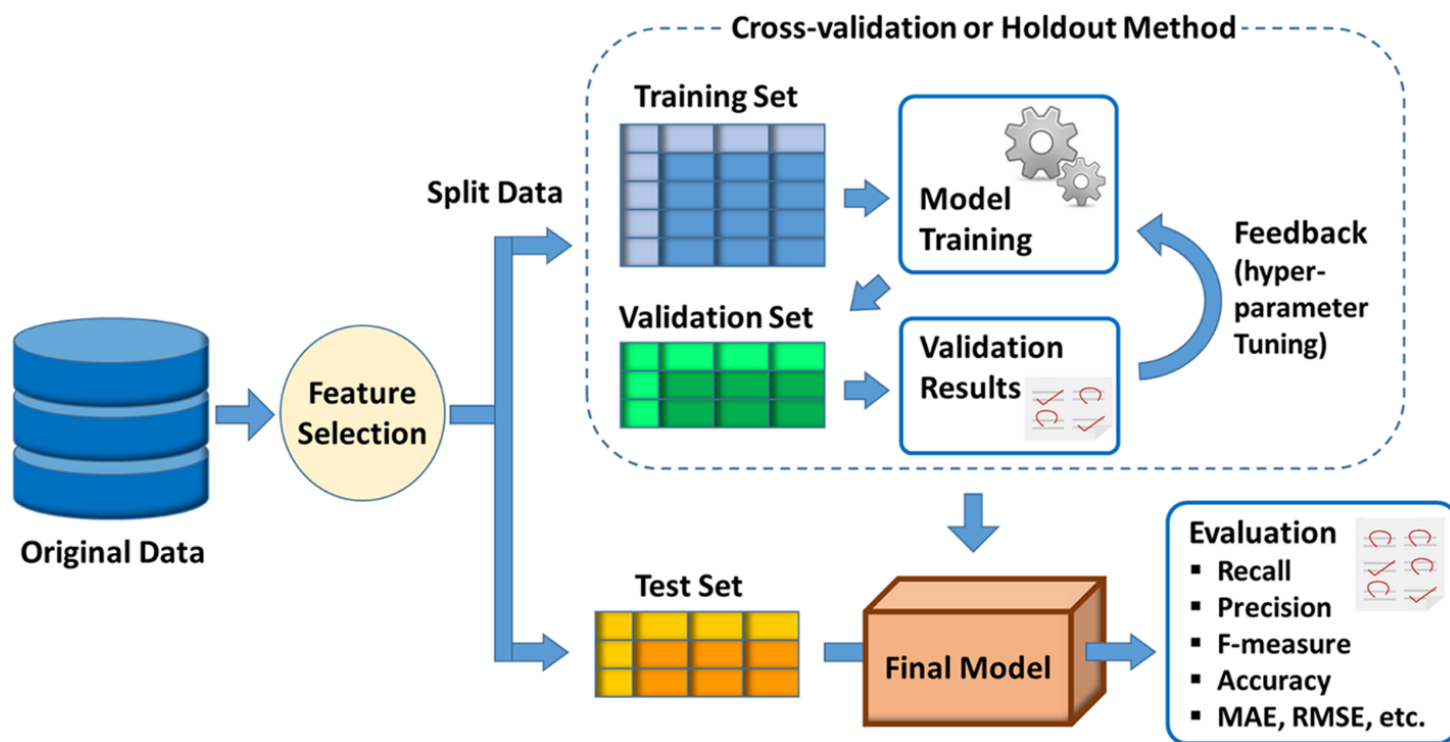 Cross-validation or Holdout Method
Training Set
Split Data
Model
Training
Feedback
(hyper-
parameter
Tuning)
Validation Set
Validation
Results
Feature
Selection
Original Data
Test Set
Final Model
Evaluation
▪ Recall
▪ Precision
▪ F-measure
▪ Accuracy
▪ MAE, RMSE, etc.